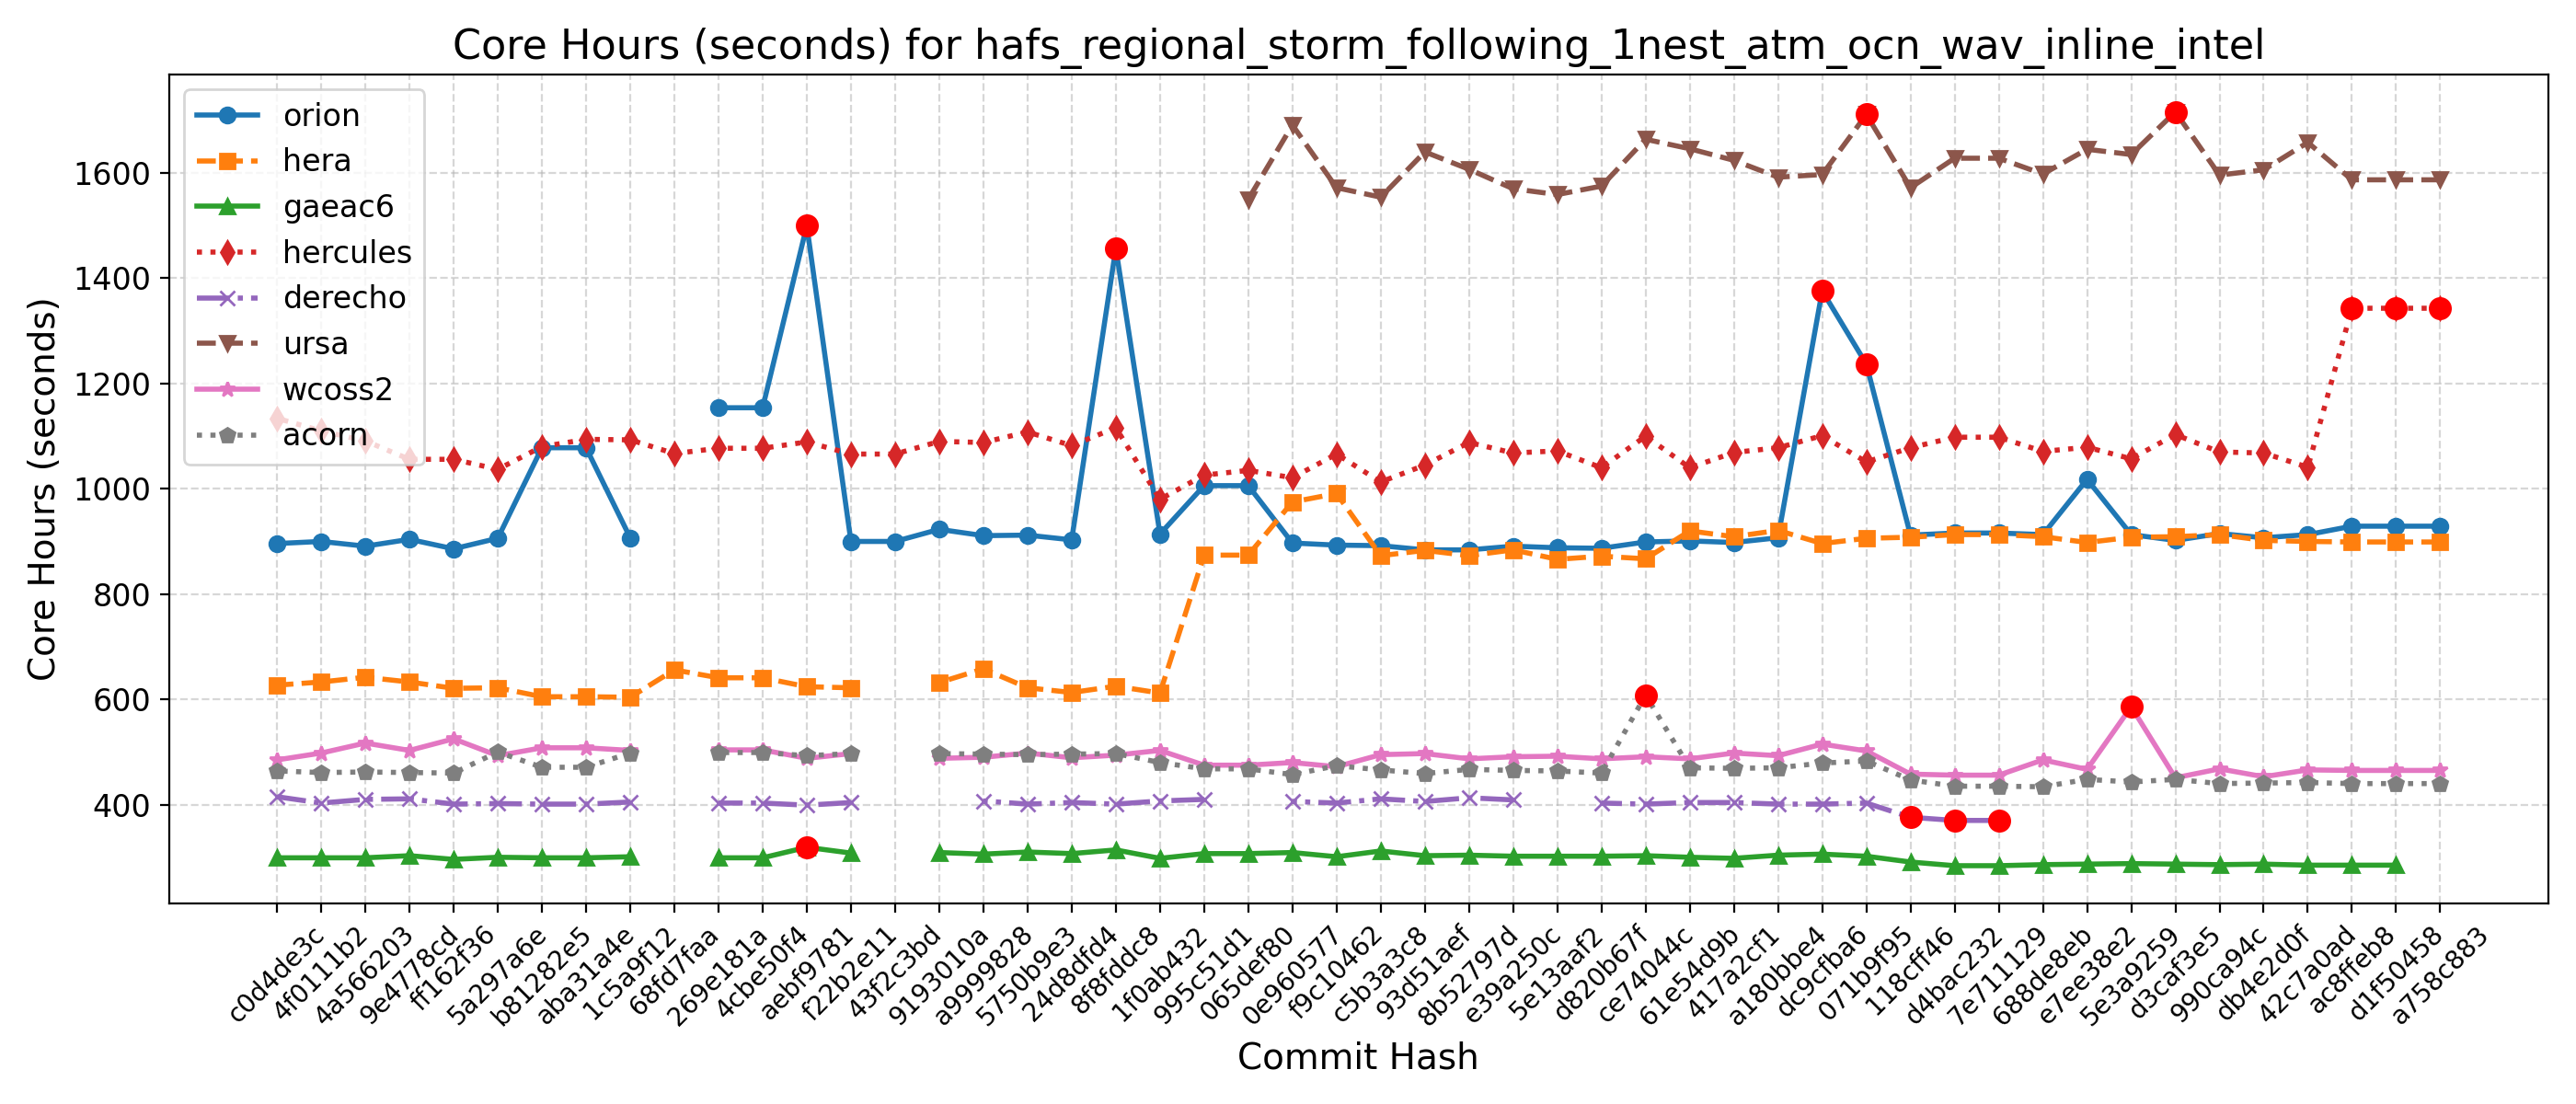 Core Hours (seconds) for hafs_regional_storm_following_1nest_atm_ocn_wav_inline_intel
Core Hours (seconds)
1600
1400
1200
1000
800
600
400
orion
hera
gaeac6
hercules
derecho
ursa
wcoss2
acorn
c0d4de3c
4f0111b2
4a566203
9e4778cd
ff162f36
5a297a6e
b81282e5
aba31a4e
1c5a9f12
68fd7faa
269e181a
4cbe50f4
aebf9781
f22b2e11
43f2c3bd
9193010a
a9999828
5750b9e3
24d8dfd4
8f8fddc8
1f0ab432
995c51d1
065def80
0e960577
f9c10462
c5b3a3c8
93d51aef
8b52797d
e39a250c
5e13aaf2
d820b67f
ce74044c
61e54d9b
417a2cf1
a180bbe4
dc9cfba6
071b9f95
118cff46
d4bac232
7e711129
688de8eb
e7ee38e2
5e3a9259
d3caf3e5
990ca94c
db4e2d0f
42c7a0ad
ac8ffeb8
d1f50458
a758c883
Commit Hash